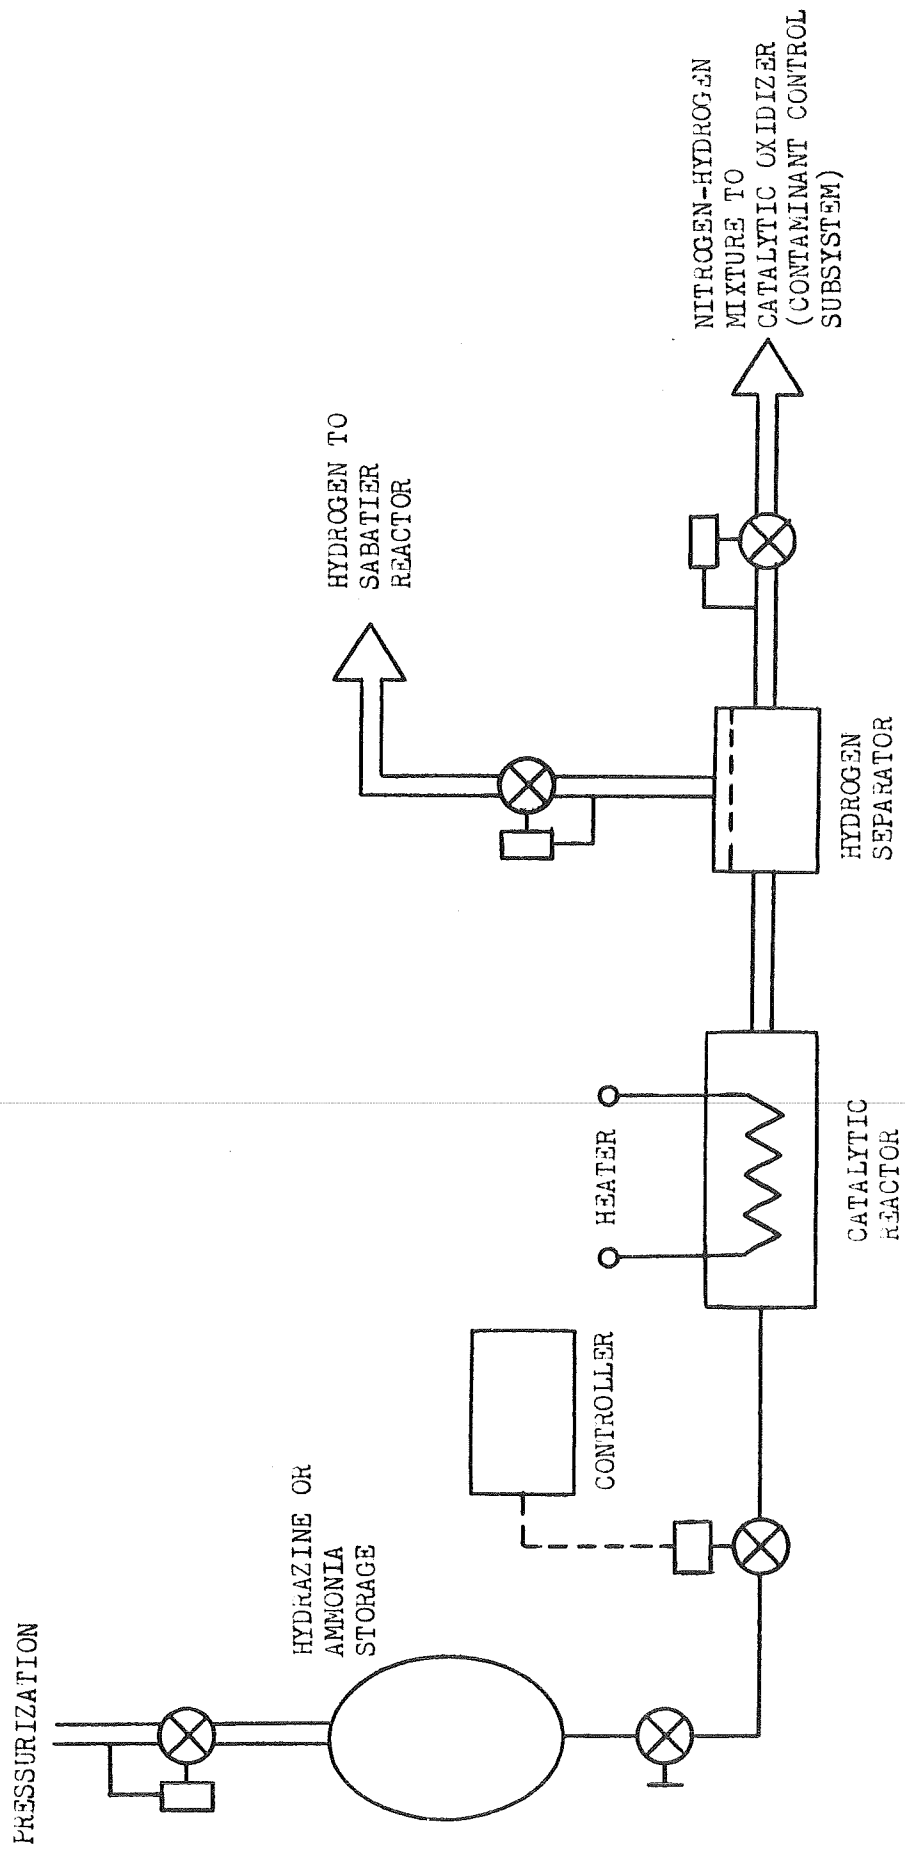 PRESSURIZATION
HYDRAZINE OR
AMMONIA
STORAGE
CONTROLLER
HEATER
CATALYTIC
REACTOR
HYDROGEN
SEPARATOR
HYDROGEN TO
SABATIER
REACTOR
NITROGEN-HYDROGEN
MIXTURE TO
CATALYTIC OXIDIZER
(CONTAMINANT CONTROL
SUBSYSTEM)